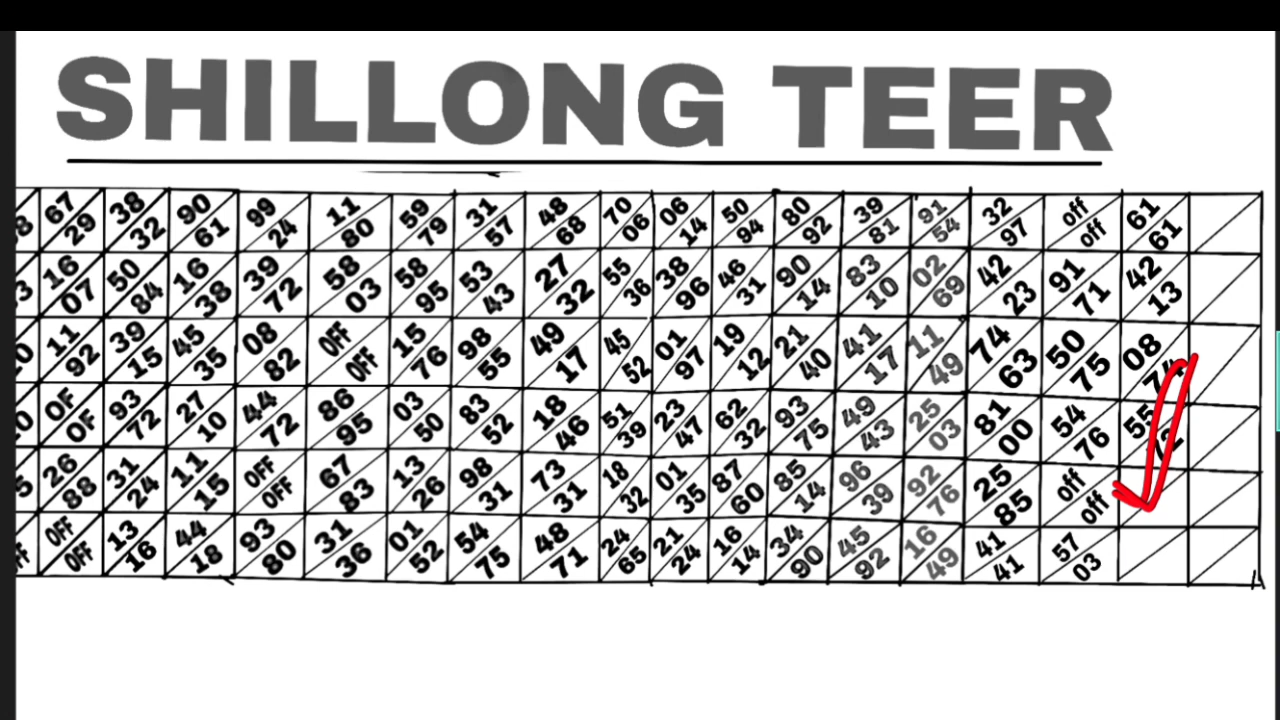 SHILLONG TEER
8 67 29 38 32 90 61 99 24 11 80 59 79 31 57 48 68 70 06 06 14 50 94 80 92 39 81 91 54 32 97 off off 61 61
3 16 07 50 84 16 38 39 72 58 03 58 95 53 43 27 32 55 36 38 96 46 31 90 14 83 10 02 69 42 23 91 71 42 13
0 11 92 39 15 45 35 08 82 OFF OFF 15 76 98 55 49 17 45 52 01 97 19 12 21 40 41 17 11 49 74 63 50 75 08 74
0 OF OF 93 72 27 10 44 72 86 95 03 50 83 52 18 46 51 39 23 47 62 32 93 75 49 43 25 03 81 00 54 76 55
5 26 88 31 24 11 15 OFF OFF 67 83 13 26 98 31 73 31 18 32 01 35 87 60 85 14 96 39 92 76 25 85 off off
FF OFF OFF 13 16 44 18 93 80 31 36 01 52 54 75 48 71 24 65 21 24 16 14 34 90 45 92 16 49 41 41 57 03